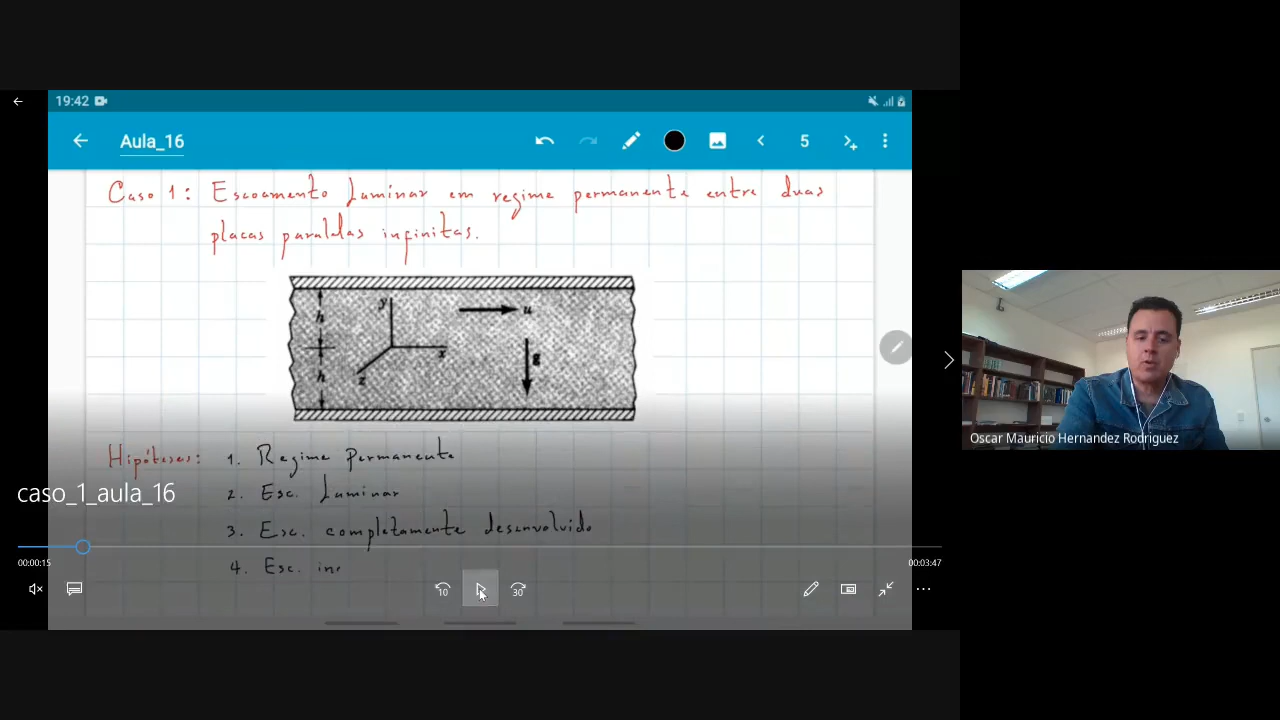 19:42
Aula_16
5
Caso 1: Escoamento Laminar em regime permanente entre duas
placas paralelas infinitas.
y
u
h
x
g
h
z
Hipóteses: 1. Regime Permanente
caso_1_aula_16
2. Esc. Laminar
3. Esc. completamente desenvolvido
4. Esc. inc
00:00:15
00:03:47
10
30
Oscar Mauricio Hernandez Rodriguez